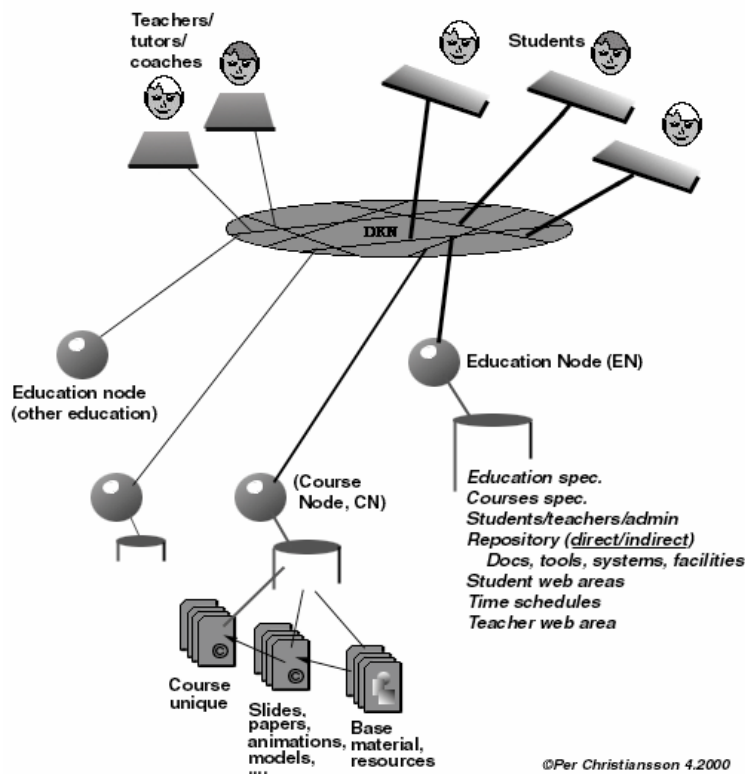 Teachers/
tutors/
coaches
Students
DKN
Education node
(other education)
Education Node (EN)
(Course
Node, CN)
Education spec.
Courses spec.
Students/teachers/admin
Repository (direct/indirect)
Docs, tools, systems, facilities
Student web areas
Time schedules
Teacher web area
©
©
Course
unique
Slides,
papers,
animations,
models,
....
Base
material,
resources
©Per Christiansson 4.2000